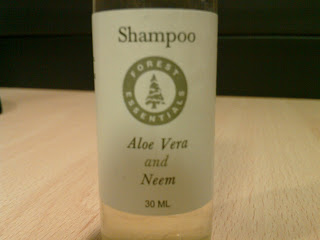 Shampoo
FOREST
ESSENTIALS
Aloe Vera
and
Neem
30 ML